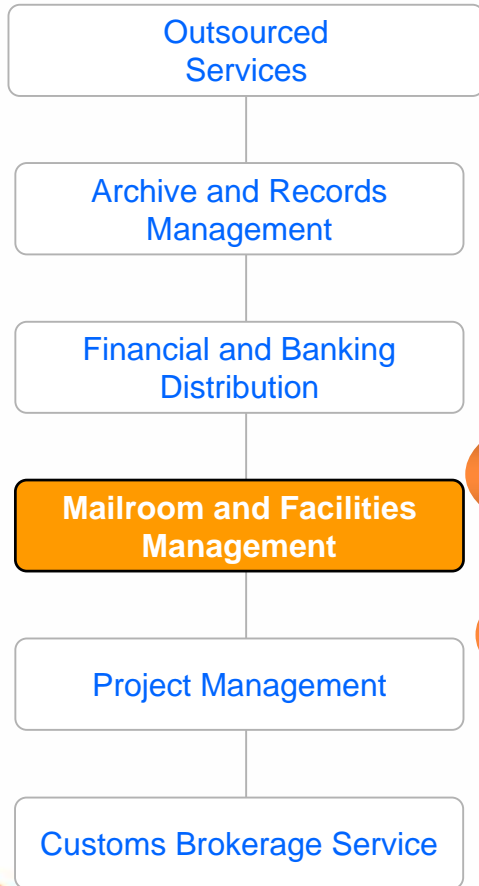 Outsourced
Services
Archive and Records
Management
Financial and Banking
Distribution
Mailroom and Facilities
Management
Project Management
Customs Brokerage Service